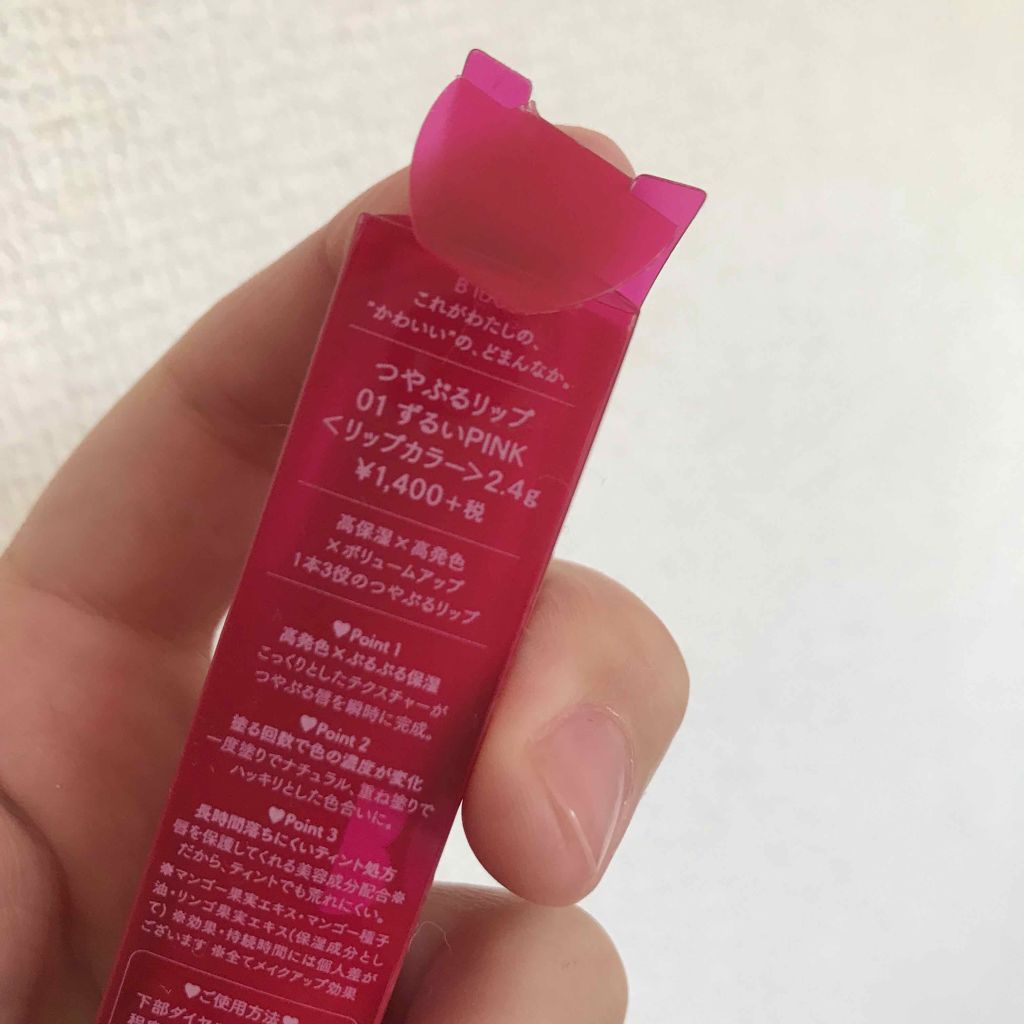 これがわたしの、
"かわいい"の、どまんなか。
つやぷるリップ
01 ずるいPINK
<リップカラー>2.4g
¥1,400+税
高保湿×高発色
×ボリュームアップ
1本3役のつやぷるリップ
♥Point 1
高発色×ぷるぷる保湿
こっくりとしたテクスチャーが
つやぷる唇を瞬時に完成。
♥Point 2
塗る回数で色の濃度が変化
一度塗りでナチュラル、重ね塗りで
ハッキリとした色合いに。
♥Point 3
長時間落ちにくいティント処方
唇を保護してくれる美容成分配合※
だから、ティントでも荒れにくい。
※マンゴー果実エキス・マンゴー種子
油・リンゴ果実エキス(保湿成分とし
て) ※効果・持続時間には個人差が
ございます ※全てメイクアップ効果
♥ご使用方法♥
下部ダイヤ